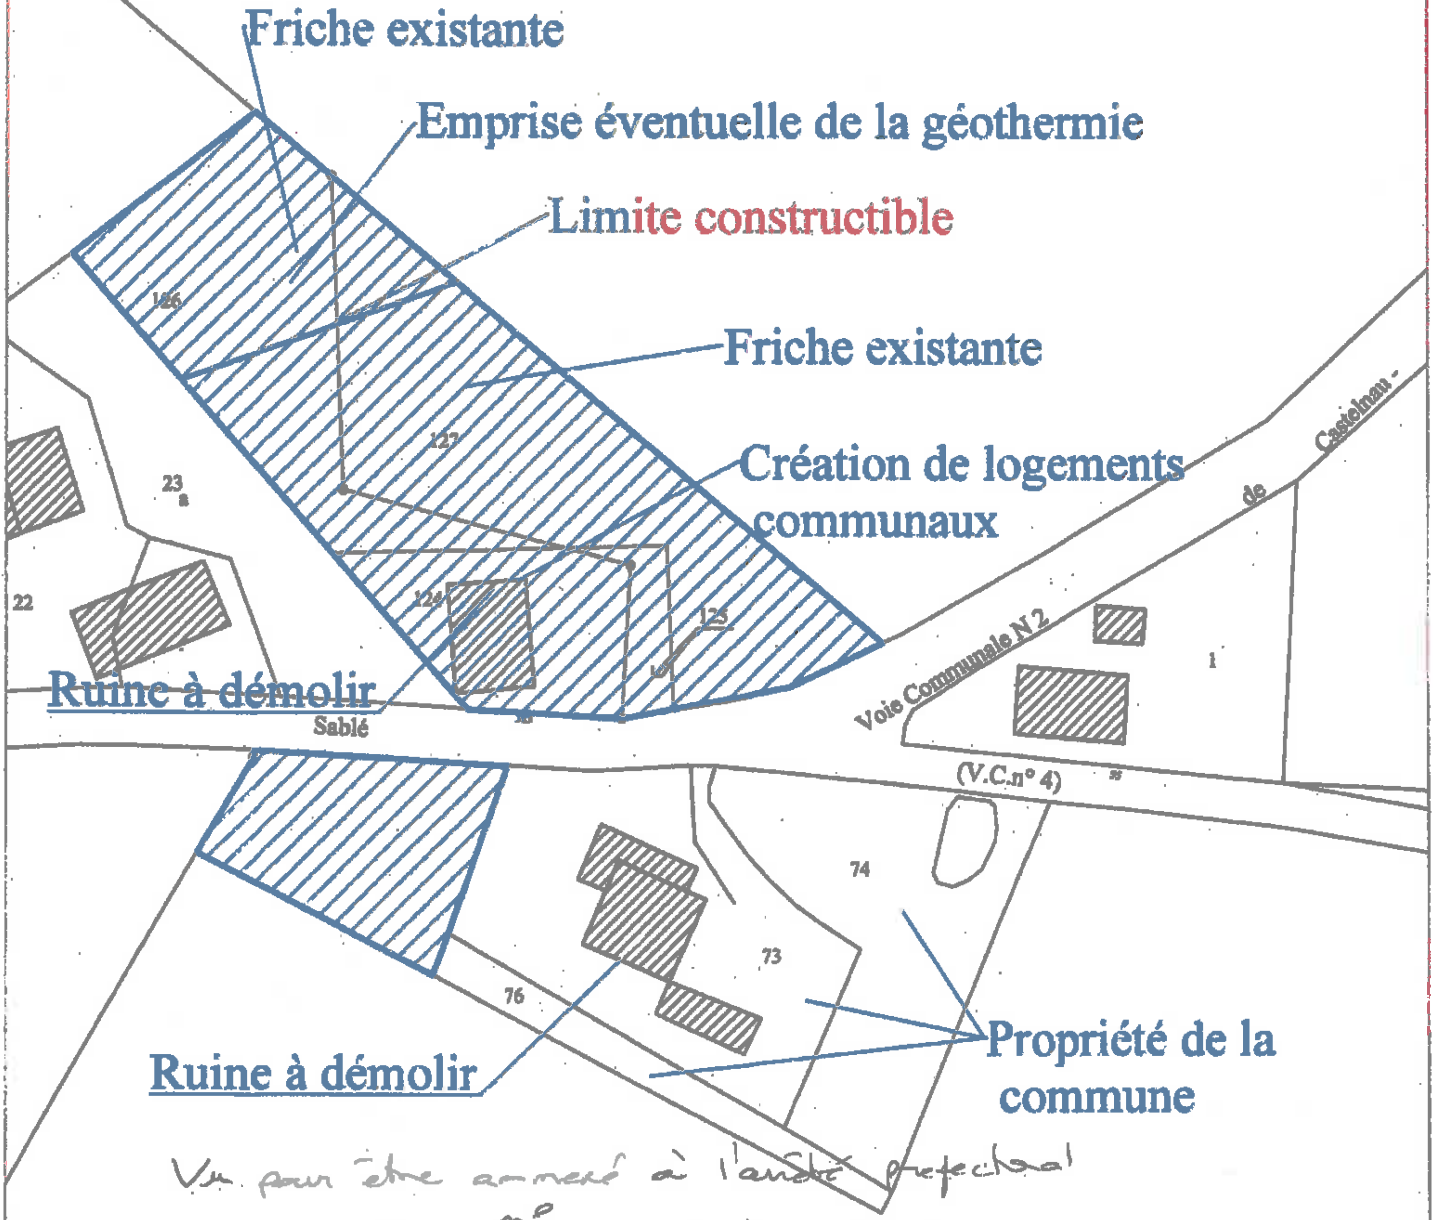 Friche existante
Emprise éventuelle de la géothermie
Limite constructible
126
Friche existante
Castelnau -
127
Création de logements
communaux
23
a
de
22
124
125
Voie Communale N 2
1
Ruine à démolir
Sablé
(V.C.n° 4)
74
73
76
Propriété de la
commune
Ruine à démolir
Vu pour être annexé à l'arrêté préfectoral